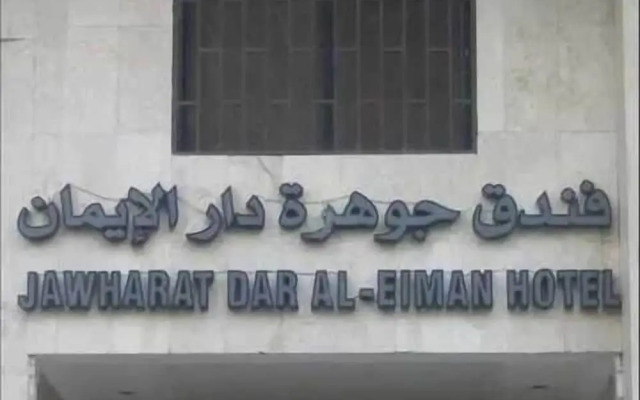 فندق جوهرة دار الإيمان
JAWHARAT DAR AL-EIMAN HOTEL